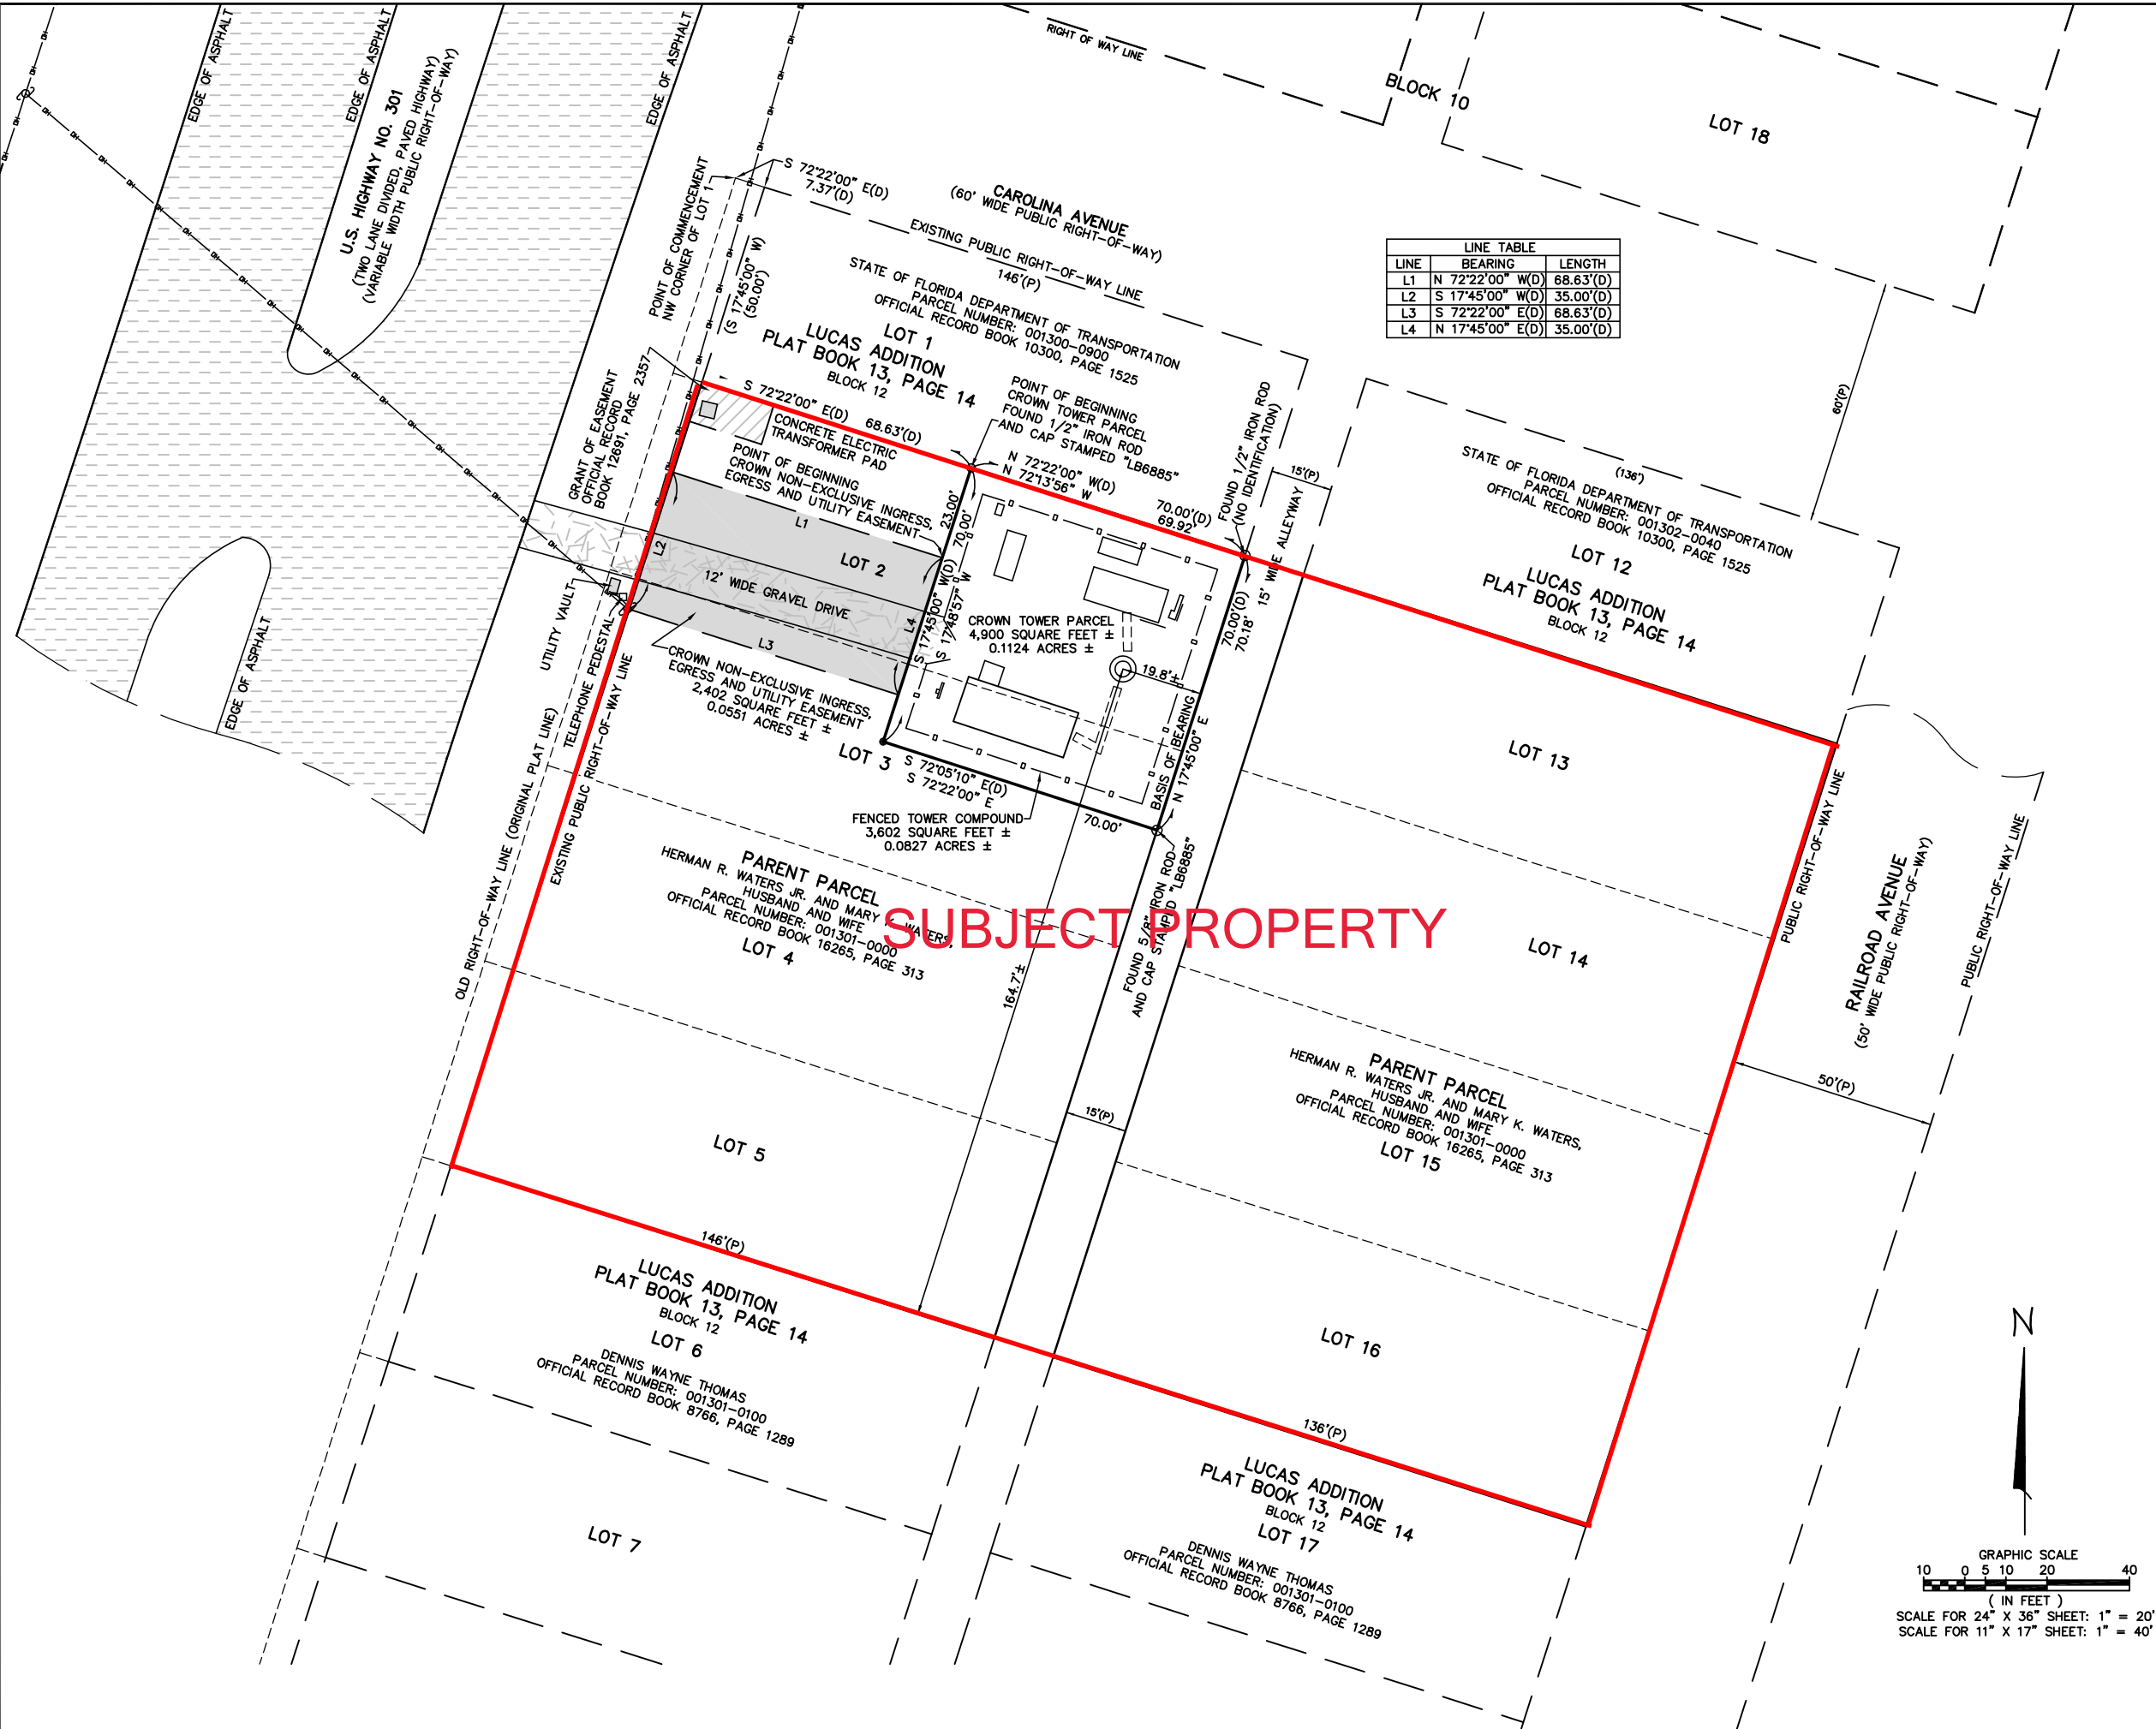 EDGE OF ASPHALT
EDGE OF ASPHALT
EDGE OF ASPHALT
U.S. HIGHWAY NO. 301
(TWO LANE DIVIDED, PAVED HIGHWAY)
(VARIABLE WIDTH PUBLIC RIGHT-OF-WAY)
RIGHT OF WAY LINE
BLOCK 10
LOT 18
POINT OF COMMENCEMENT
NW CORNER OF LOT 1
S 72°22'00" E(D)
7.37'(D)
CAROLINA AVENUE
(60' WIDE PUBLIC RIGHT-OF-WAY)
EXISTING PUBLIC RIGHT-OF-WAY LINE
146'(P)
(S 17°45'00" W)
(50.00')
STATE OF FLORIDA DEPARTMENT OF TRANSPORTATION
PARCEL NUMBER: 001300-0900
OFFICIAL RECORD BOOK 10300, PAGE 1525
LOT 1
LUCAS ADDITION
PLAT BOOK 13, PAGE 14
BLOCK 12
LINE TABLE
LINE BEARING LENGTH
L1 N 72°22'00" W(D) 68.63'(D)
L2 S 17°45'00" W(D) 35.00'(D)
L3 S 72°22'00" E(D) 68.63'(D)
L4 N 17°45'00" E(D) 35.00'(D)
60'(P)
GRANT OF EASEMENT
OFFICIAL RECORD
BOOK 12691, PAGE 2357
S 72°22'00" E(D) 68.63'(D)
CONCRETE ELECTRIC
TRANSFORMER PAD
POINT OF BEGINNING
CROWN NON-EXCLUSIVE INGRESS,
EGRESS AND UTILITY EASEMENT
POINT OF BEGINNING
CROWN TOWER PARCEL
FOUND 1/2" IRON ROD
AND CAP STAMPED "LB6885"
N 72°22'00" W(D)
N 72°13'56" W
70.00'(D)
69.92'
FOUND 1/2" IRON ROD
(NO IDENTIFICATION)
15'(P)
15' WIDE ALLEYWAY
(136')
STATE OF FLORIDA DEPARTMENT OF TRANSPORTATION
PARCEL NUMBER: 001302-0040
OFFICIAL RECORD BOOK 10300, PAGE 1525
LOT 12
LUCAS ADDITION
PLAT BOOK 13, PAGE 14
BLOCK 12
L1
LOT 2
L2
12' WIDE GRAVEL DRIVE
L4
L3
23.00'
70.00'
S 17°45'00" W(D)
S 17°48'57" W
CROWN TOWER PARCEL
4,900 SQUARE FEET ±
0.1124 ACRES ±
70.00'(D)
70.18'
19.8'±
BASIS OF BEARING
N 17°45'00" E
UTILITY VAULT
TELEPHONE PEDESTAL
EDGE OF ASPHALT
CROWN NON-EXCLUSIVE INGRESS,
EGRESS AND UTILITY EASEMENT
2,402 SQUARE FEET ±
0.0551 ACRES ±
LOT 3
S 72°05'10" E(D)
S 72°22'00" E
70.00'
FENCED TOWER COMPOUND
3,602 SQUARE FEET ±
0.0827 ACRES ±
LOT 13
OLD RIGHT-OF-WAY LINE (ORIGINAL PLAT LINE)
EXISTING PUBLIC RIGHT-OF-WAY LINE
PUBLIC RIGHT-OF-WAY LINE
RAILROAD AVENUE
(50' WIDE PUBLIC RIGHT-OF-WAY)
PUBLIC RIGHT-OF-WAY LINE
PARENT PARCEL
HERMAN R. WATERS JR. AND MARY K. WATERS,
HUSBAND AND WIFE
PARCEL NUMBER: 001301-0000
OFFICIAL RECORD BOOK 16265, PAGE 313
LOT 4
SUBJECT PROPERTY
FOUND 5/8" IRON ROD
AND CAP STAMPED "LB6885"
164.7'±
LOT 14
PARENT PARCEL
HERMAN R. WATERS JR. AND MARY K. WATERS,
HUSBAND AND WIFE
PARCEL NUMBER: 001301-0000
OFFICIAL RECORD BOOK 16265, PAGE 313
LOT 15
50'(P)
15'(P)
LOT 5
146'(P)
LUCAS ADDITION
PLAT BOOK 13, PAGE 14
BLOCK 12
LOT 6
DENNIS WAYNE THOMAS
PARCEL NUMBER: 001301-0100
OFFICIAL RECORD BOOK 8766, PAGE 1289
LOT 16
136'(P)
LUCAS ADDITION
PLAT BOOK 13, PAGE 14
BLOCK 12
LOT 17
DENNIS WAYNE THOMAS
PARCEL NUMBER: 001301-0100
OFFICIAL RECORD BOOK 8766, PAGE 1289
LOT 7
N
GRAPHIC SCALE
10 0 5 10 20 40
( IN FEET )
SCALE FOR 24" X 36" SHEET: 1" = 20'
SCALE FOR 11" X 17" SHEET: 1" = 40'